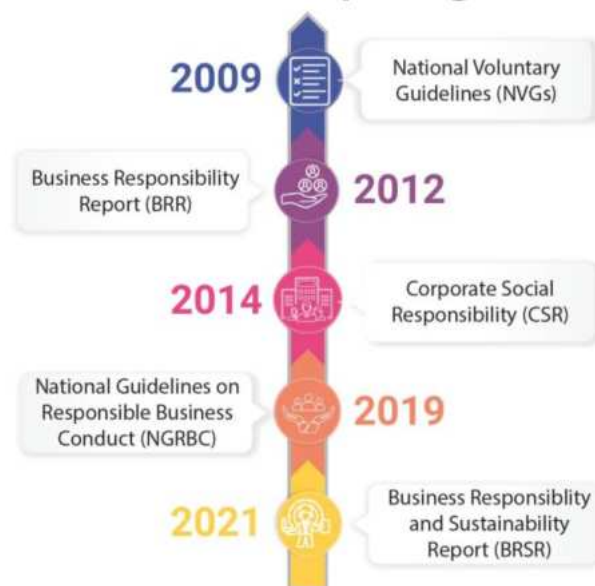 2009
National Voluntary
Guidelines (NVGs)
Business Responsibility
Report (BRR)
2012
2014
Corporate Social
Responsibility (CSR)
National Guidelines on
Responsible Business
Conduct (NGRBC)
2019
2021
Business Responsiblity
and Sustainability
Report (BRSR)